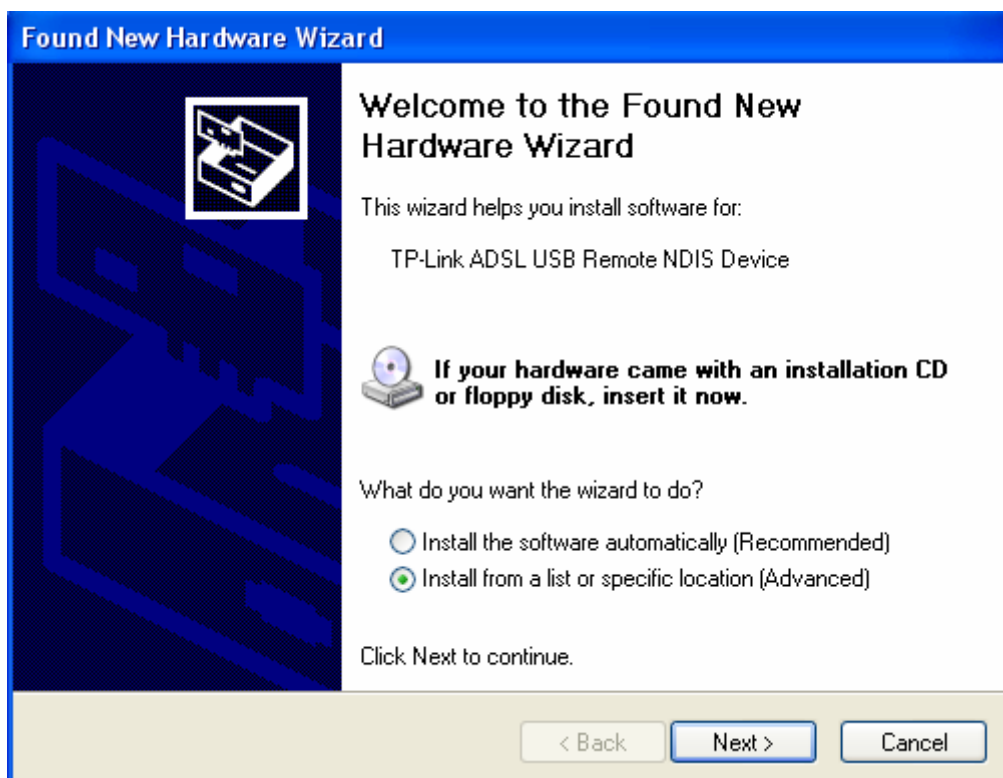 Found New Hardware Wizard
Welcome to the Found New
Hardware Wizard
This wizard helps you install software for:
TP-Link ADSL USB Remote NDIS Device
If your hardware came with an installation CD
or floppy disk, insert it now.
What do you want the wizard to do?
Install the software automatically (Recommended)
Install from a list or specific location (Advanced)
Click Next to continue.
< Back Next > Cancel